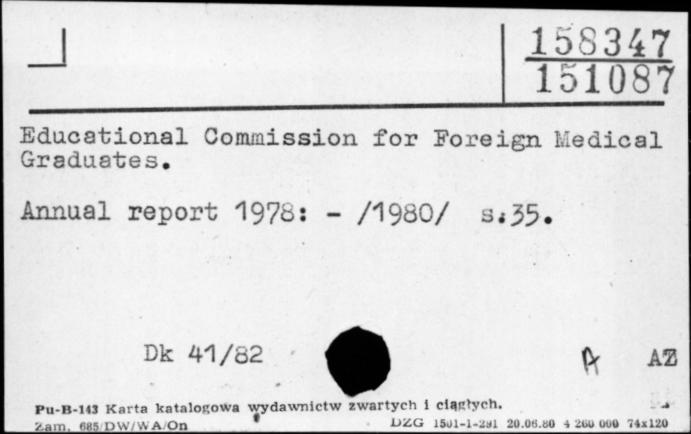 158347
151087
Educational Commission for Foreign Medical
Graduates.
Annual report 1978: - /1980/ s.35.
Dk 41/82 A AZ
Pu-B-143 Karta katalogowa wydawnictw zwartych i ciągłych.
Zam. 685/DW/WA/On DZG 1501-1-291 20.06.80 4 260 000 74x120